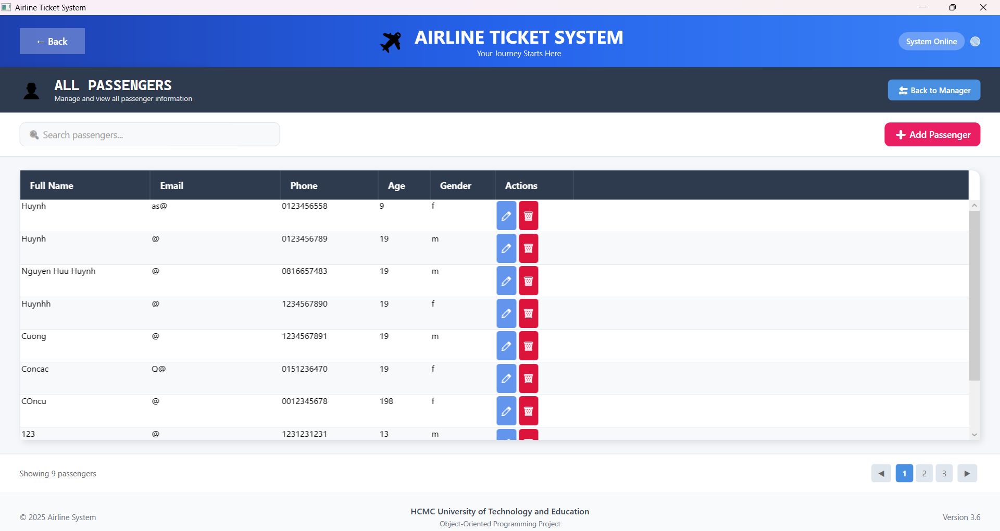 Airline Ticket System
← Back
AIRLINE TICKET SYSTEM
Your Journey Starts Here
System Online
ALL PASSENGERS
Manage and view all passenger information
Back to Manager
Search passengers...
Add Passenger
Full Name Email Phone Age Gender Actions
Huynh as@ 0123456558 9 f
Huynh @ 0123456789 19 m
Nguyen Huu Huynh @ 0816657483 19 m
Huynhh @ 1234567890 19 f
Cuong @ 1234567891 19 m
Concac Q@ 0151236470 19 f
COncu @ 0012345678 198 f
123 @ 1231231231 13 m
Showing 9 passengers
◀ 1 2 3 ▶
© 2025 Airline System
HCMC University of Technology and Education
Object-Oriented Programming Project
Version 3.6